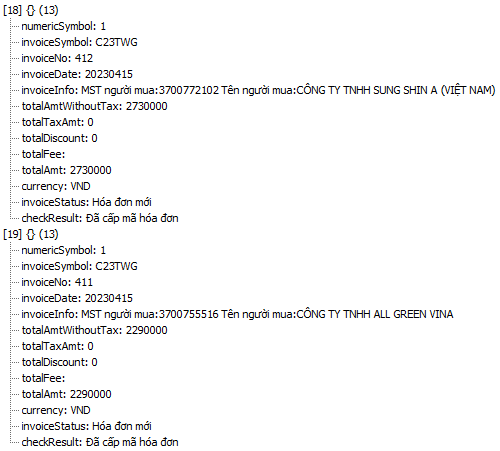 [18] {} (13)
numericSymbol: 1
invoiceSymbol: C23TWG
invoiceNo: 412
invoiceDate: 20230415
invoiceInfo: MST người mua:3700772102 Tên người mua:CÔNG TY TNHH SUNG SHIN A (VIỆT NAM)
totalAmtWithoutTax: 2730000
totalTaxAmt: 0
totalDiscount: 0
totalFee:
totalAmt: 2730000
currency: VND
invoiceStatus: Hóa đơn mới
checkResult: Đã cấp mã hóa đơn
[19] {} (13)
numericSymbol: 1
invoiceSymbol: C23TWG
invoiceNo: 411
invoiceDate: 20230415
invoiceInfo: MST người mua:3700755516 Tên người mua:CÔNG TY TNHH ALL GREEN VINA
totalAmtWithoutTax: 2290000
totalTaxAmt: 0
totalDiscount: 0
totalFee:
totalAmt: 2290000
currency: VND
invoiceStatus: Hóa đơn mới
checkResult: Đã cấp mã hóa đơn